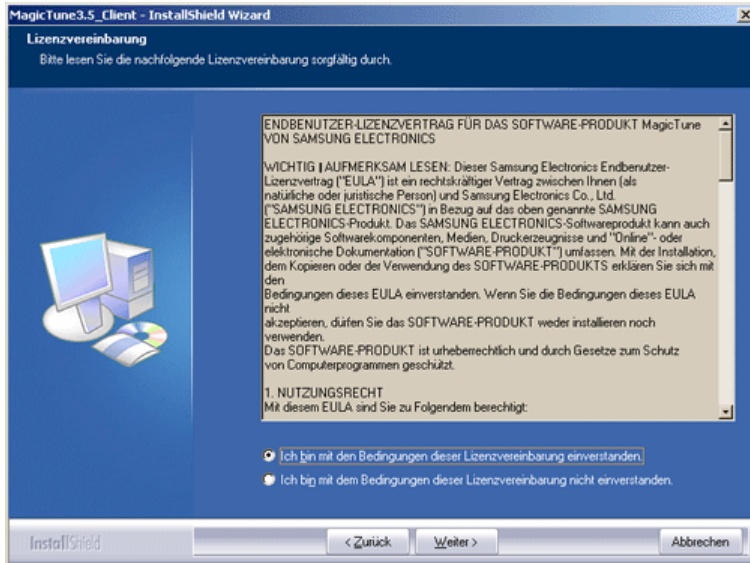 MagicTune3.5_Client - InstallShield Wizard
Lizenzvereinbarung
Bitte lesen Sie die nachfolgende Lizenzvereinbarung sorgfältig durch.
ENDBENUTZER-LIZENZVERTRAG FÜR DAS SOFTWARE-PRODUKT MagicTune
VON SAMSUNG ELECTRONICS
WICHTIG | AUFMERKSAM LESEN: Dieser Samsung Electronics Endbenutzer-
Lizenzvertrag ("EULA") ist ein rechtskräftiger Vertrag zwischen Ihnen (als
natürliche oder juristische Person) und Samsung Electronics Co., Ltd.
("SAMSUNG ELECTRONICS") in Bezug auf das oben genannte SAMSUNG
ELECTRONICS-Produkt. Das SAMSUNG ELECTRONICS-Softwareprodukt kann auch
zugehörige Softwarekomponenten, Medien, Druckerzeugnisse und "Online"- oder
elektronische Dokumentation ("SOFTWARE-PRODUKT") umfassen. Mit der Installation,
dem Kopieren oder der Verwendung des SOFTWARE-PRODUKTS erklären Sie sich mit
den
Bedingungen dieses EULA einverstanden. Wenn Sie die Bedingungen dieses EULA
nicht
akzeptieren, dürfen Sie das SOFTWARE-PRODUKT weder installieren noch
verwenden.
Das SOFTWARE-PRODUKT ist urheberrechtlich und durch Gesetze zum Schutz
von Computerprogrammen geschützt.
1. NUTZUNGSRECHT
Mit diesem EULA sind Sie zu Folgendem berechtigt:
Ich bin mit den Bedingungen dieser Lizenzvereinbarung einverstanden.
Ich bin mit dem Bedingungen dieser Lizenzvereinbarung nicht einverstanden.
InstallShield
< Zurück
Weiter >
Abbrechen